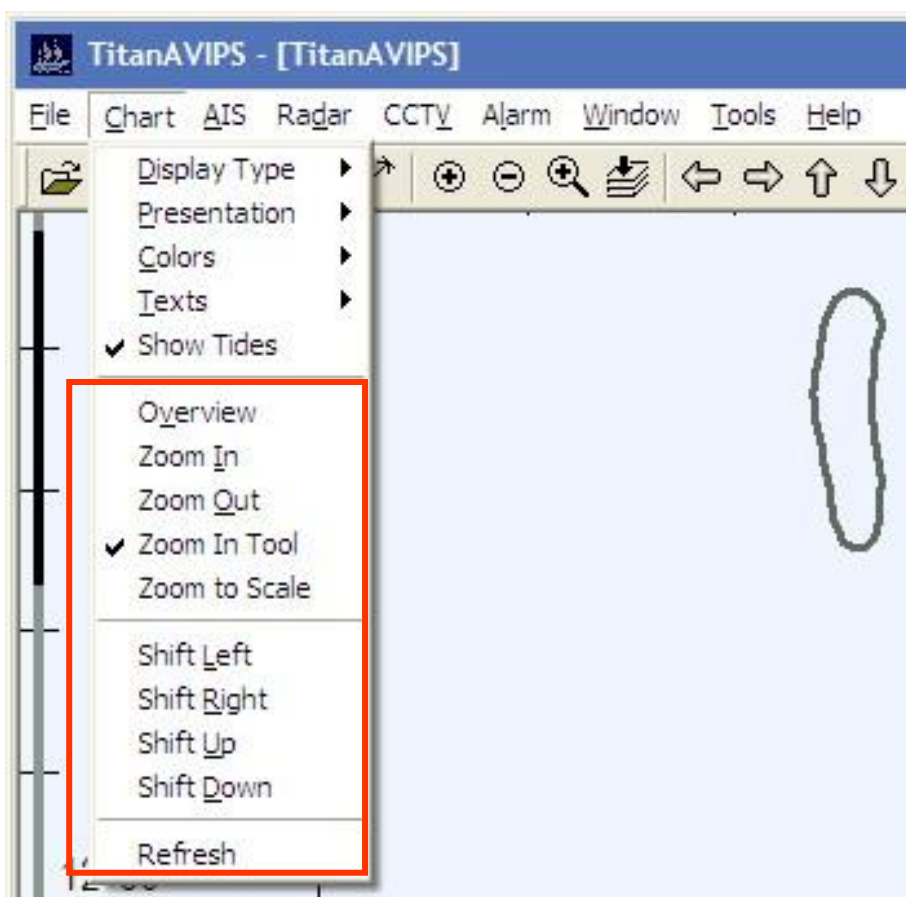 TitanAVIPS - [TitanAVIPS]
File Chart AIS Radar CCTV Alarm Window Tools Help
Display Type
Presentation
Colors
Texts
Show Tides
Overview
Zoom In
Zoom Out
Zoom In Tool
Zoom to Scale
Shift Left
Shift Right
Shift Up
Shift Down
Refresh